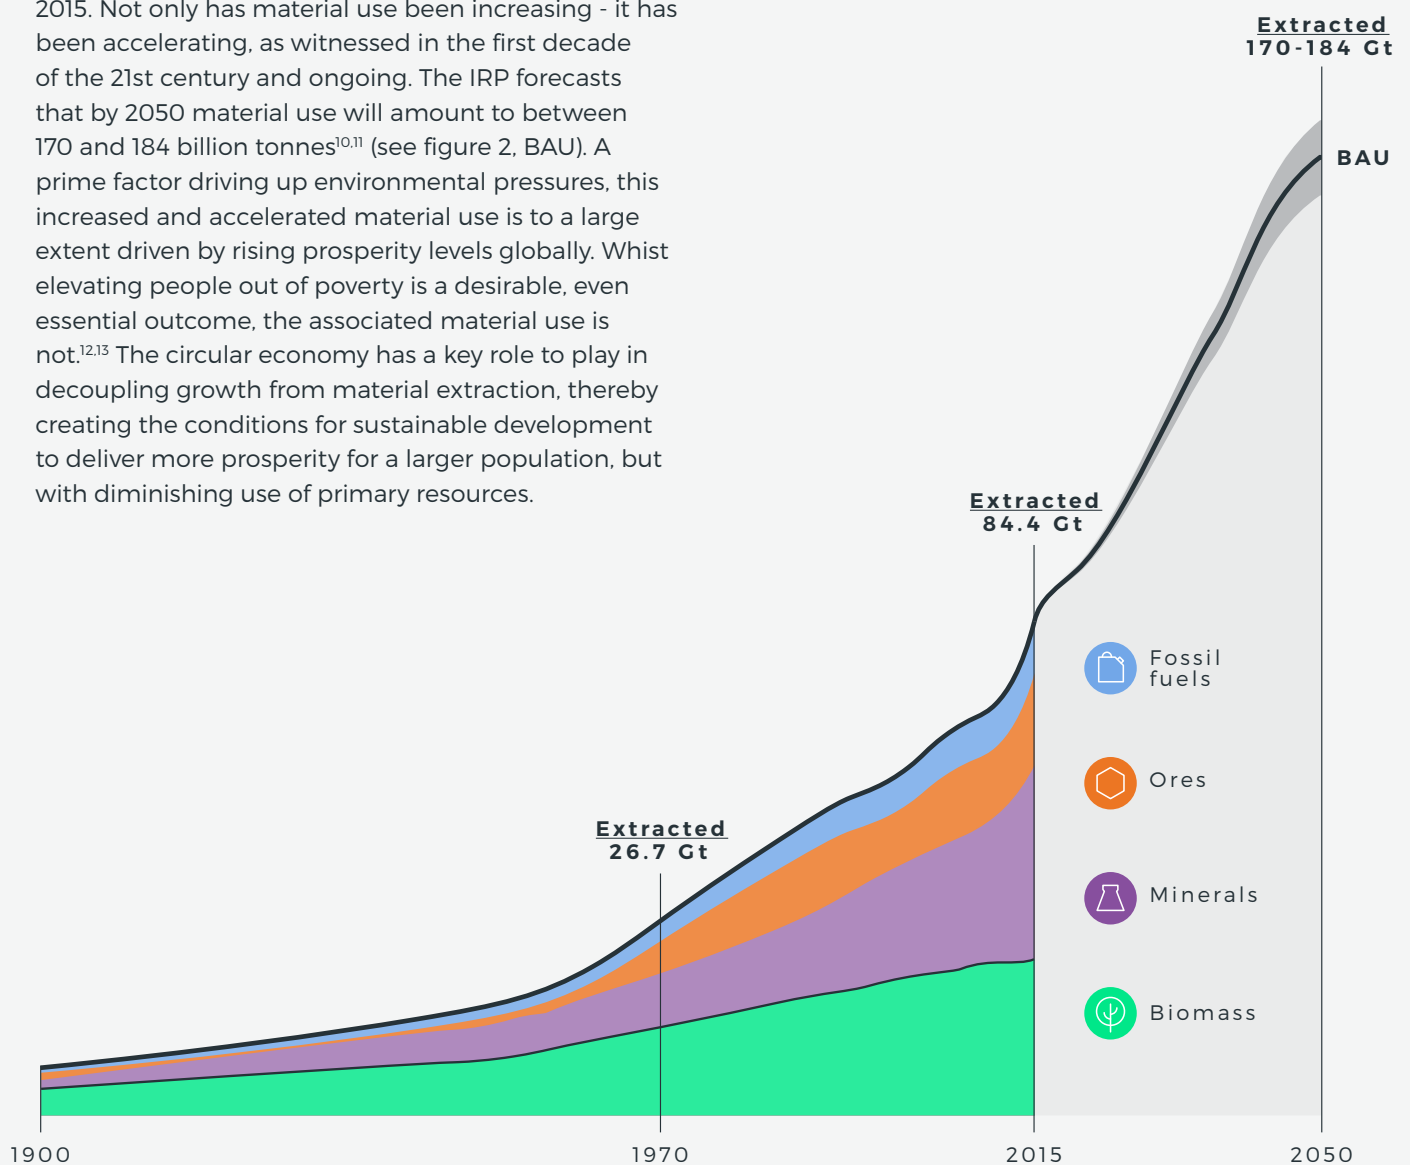 2015. Not only has material use been increasing - it has
been accelerating, as witnessed in the first decade
of the 21st century and ongoing. The IRP forecasts
that by 2050 material use will amount to between
170 and 184 billion tonnes10,11 (see figure 2, BAU). A
prime factor driving up environmental pressures, this
increased and accelerated material use is to a large
extent driven by rising prosperity levels globally. Whist
elevating people out of poverty is a desirable, even
essential outcome, the associated material use is
not.12,13 The circular economy has a key role to play in
decoupling growth from material extraction, thereby
creating the conditions for sustainable development
to deliver more prosperity for a larger population, but
with diminishing use of primary resources.
Extracted
170-184 Gt
BAU
Extracted
84.4 Gt
Extracted
26.7 Gt
Fossil
fuels
Ores
Minerals
Biomass
1900
1970
2015
2050